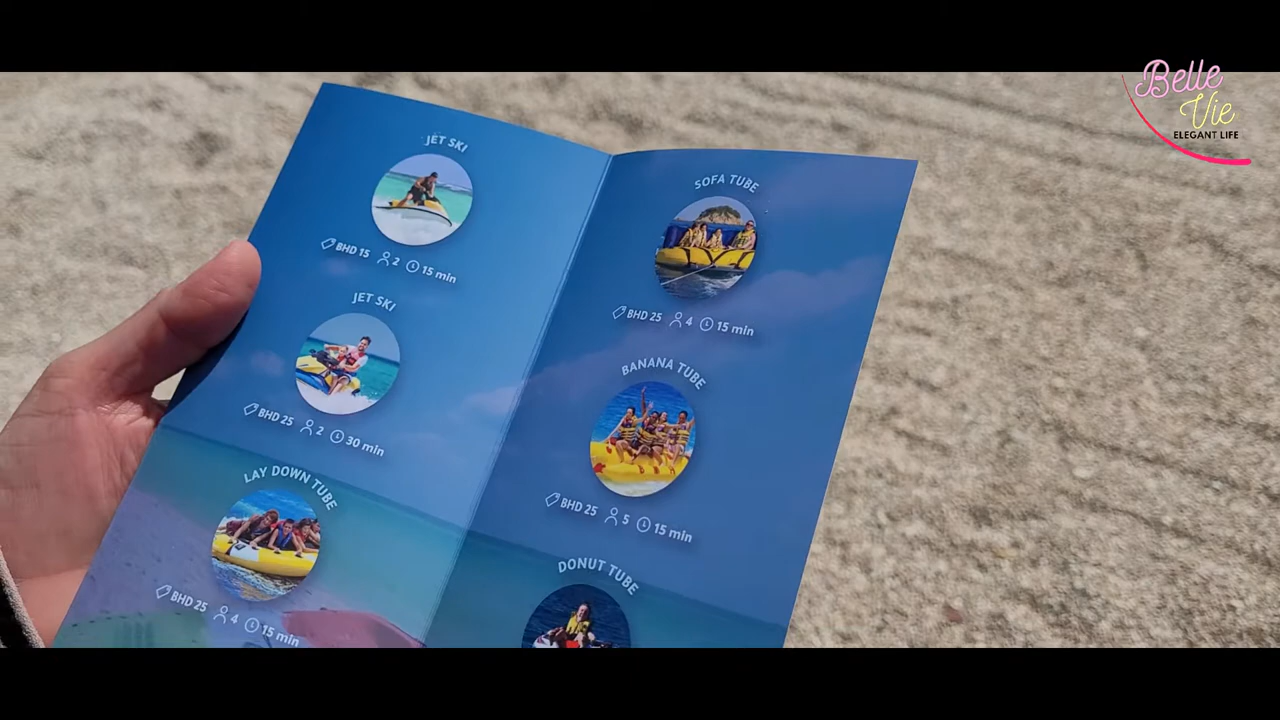 Belle
Vie
ELEGANT LIFE
JET SKI
BHD 15 2 15 min
JET SKI
BHD 25 2 30 min
LAY DOWN TUBE
BHD 25 4 15 min
SOFA TUBE
BHD 25 4 15 min
BANANA TUBE
BHD 25 5 15 min
DONUT TUBE